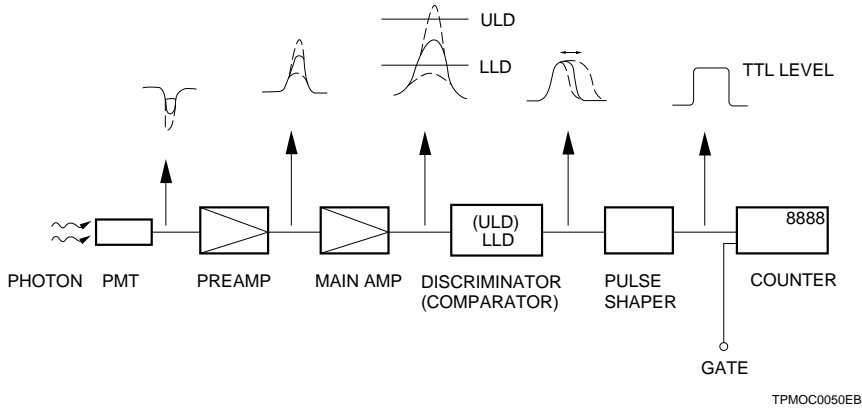 ULD
LLD
TTL LEVEL
(ULD)
LLD
8888
PHOTON
PMT
PREAMP
MAIN AMP
DISCRIMINATOR
(COMPARATOR)
PULSE
SHAPER
COUNTER
GATE
TPMOC0050EB